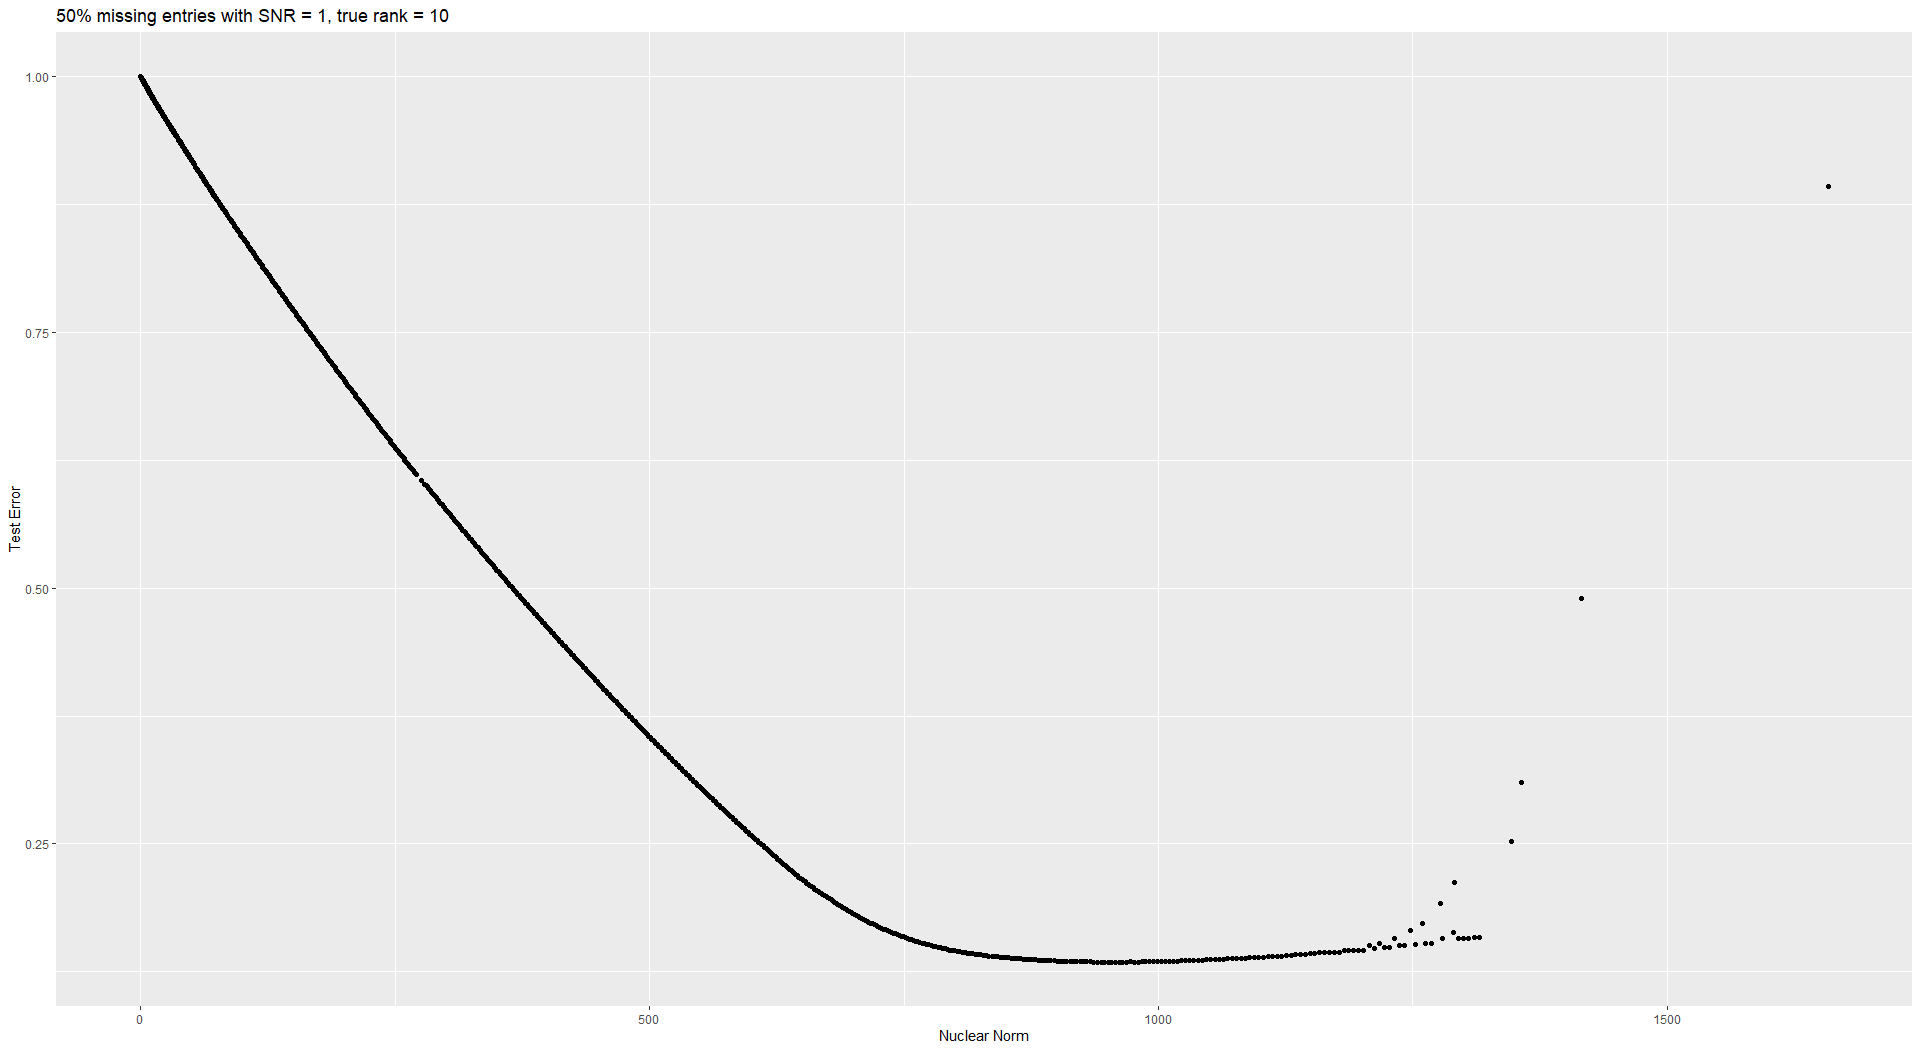 50% missing entries with SNR = 1, true rank = 10
1.00
0.75
0.50
0.25
Test Error
0
500
1000
1500
Nuclear Norm